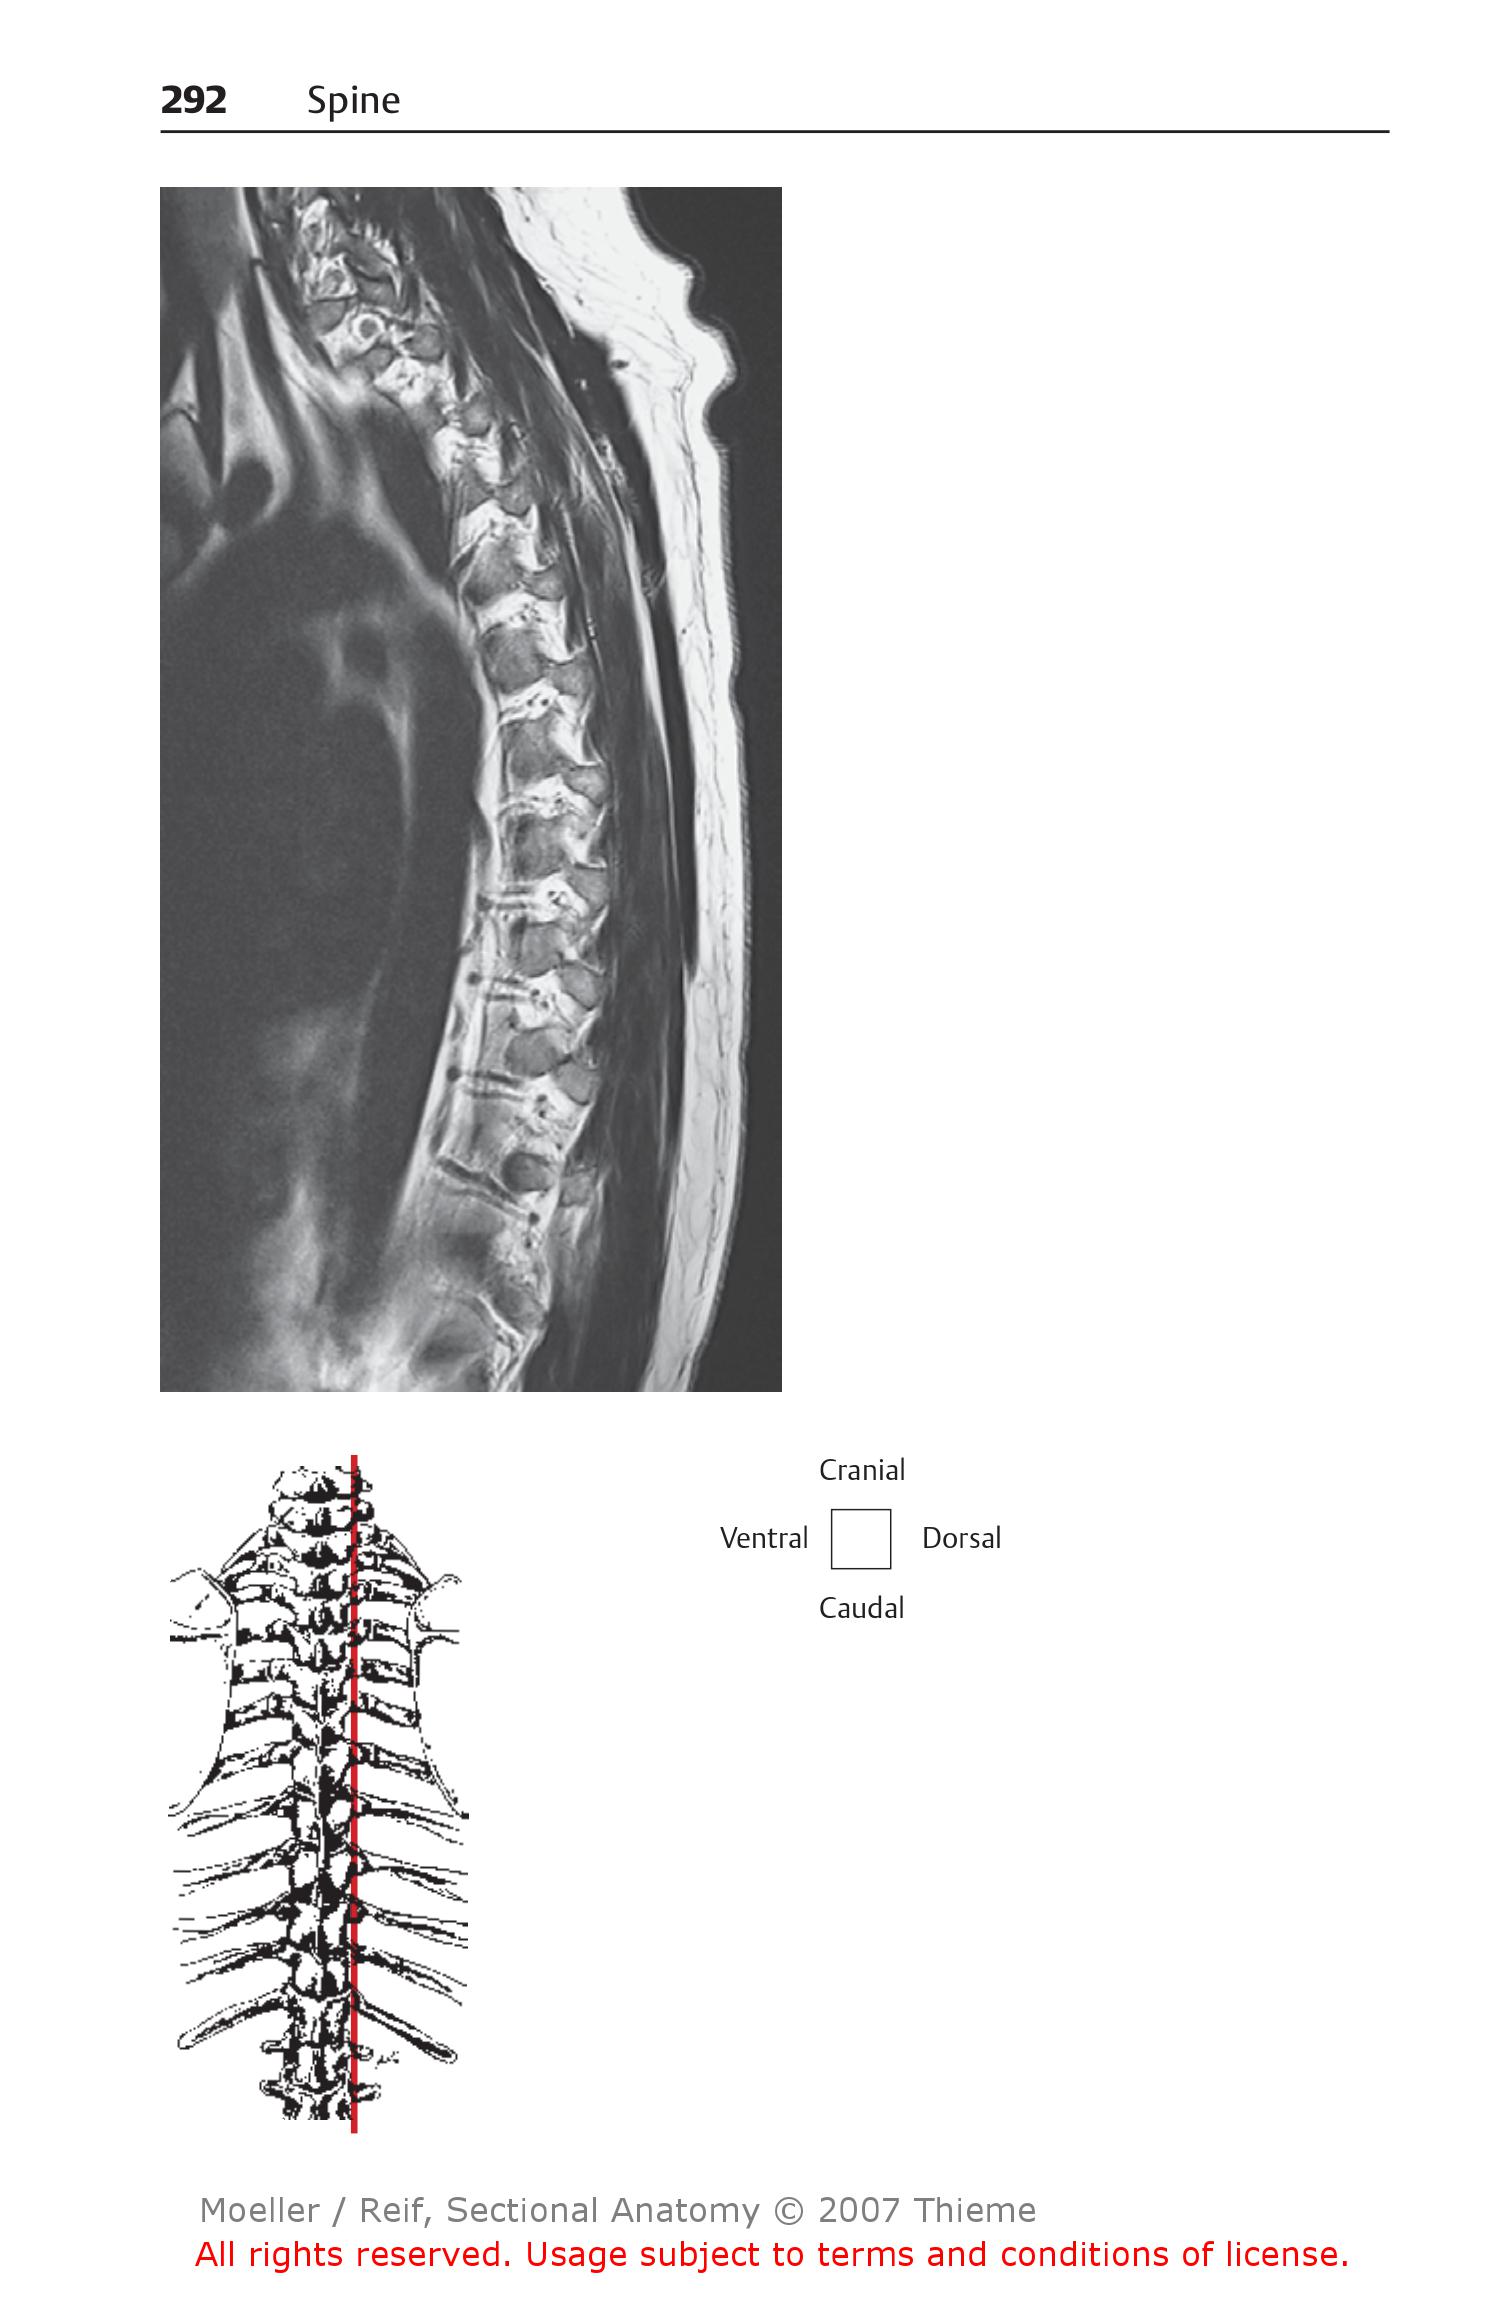 292 Spine
Cranial
Ventral Dorsal
Caudal
Moeller / Reif, Sectional Anatomy © 2007 Thieme
All rights reserved. Usage subject to terms and conditions of license.